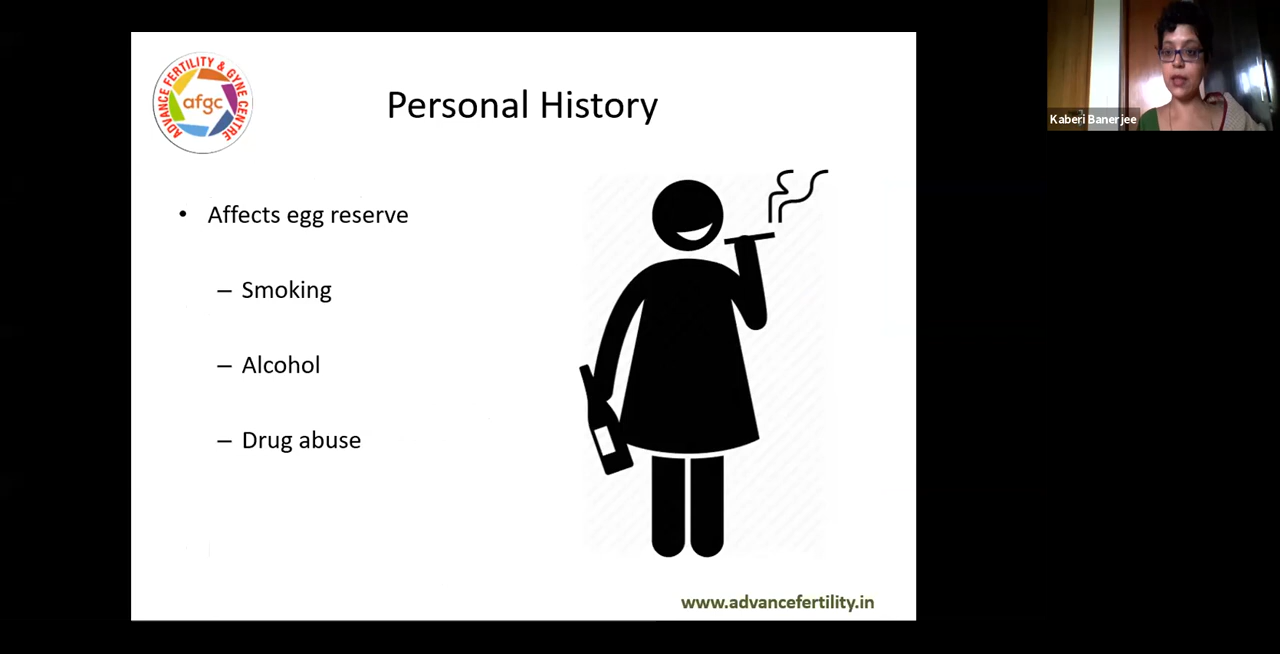 ADVANCE FERTILITY & GYNE CENTRE
afgc
Personal History
• Affects egg reserve
– Smoking
– Alcohol
– Drug abuse
www.advancefertility.in
Kaberi Banerjee